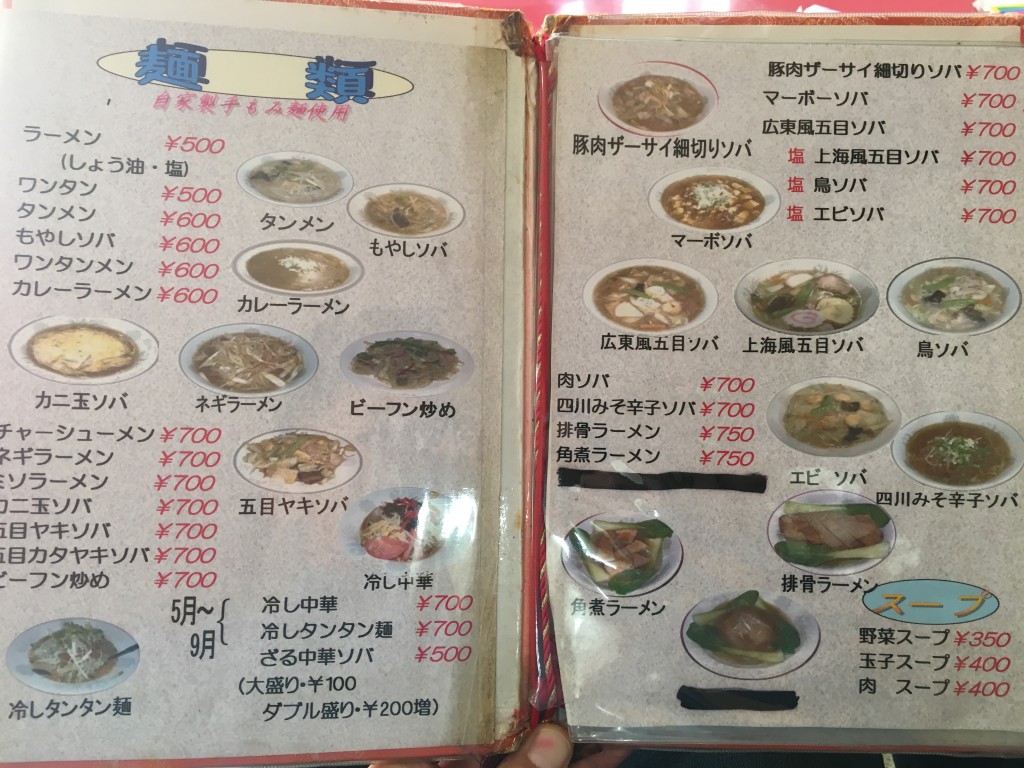 麺類
自家製手もみ麺使用
ラーメン ¥500
(しょう油・塩)
ワンタン ¥500
タンメン ¥600
もやしソバ ¥600
ワンタンメン ¥600
カレーラーメン ¥600
タンメン
もやしソバ
カレーラーメン
カニ玉ソバ
ネギラーメン
ビーフン炒め
チャーシューメン ¥700
ネギラーメン ¥700
ミソラーメン ¥700
カニ玉ソバ ¥700
五目ヤキソバ ¥700
五目カタヤキソバ ¥700
ビーフン炒め ¥700
五目ヤキソバ
冷し中華
5月~
9月
冷し中華 ¥700
冷しタンタン麺 ¥700
ざる中華ソバ ¥500
(大盛り・¥100
ダブル盛り・¥200増)
冷しタンタン麺
豚肉ザーサイ細切りソバ ¥700
マーボーソバ ¥700
広東風五目ソバ ¥700
塩 上海風五目ソバ ¥700
塩 鳥ソバ ¥700
塩 エビソバ ¥700
豚肉ザーサイ細切りソバ
マーボソバ
広東風五目ソバ
上海風五目ソバ
鳥ソバ
肉ソバ ¥700
四川みそ辛子ソバ ¥700
排骨ラーメン ¥750
角煮ラーメン ¥750
エビ ソバ
四川みそ辛子ソバ
角煮ラーメン
排骨ラーメン
スープ
野菜スープ ¥350
玉子スープ ¥400
肉 スープ ¥400